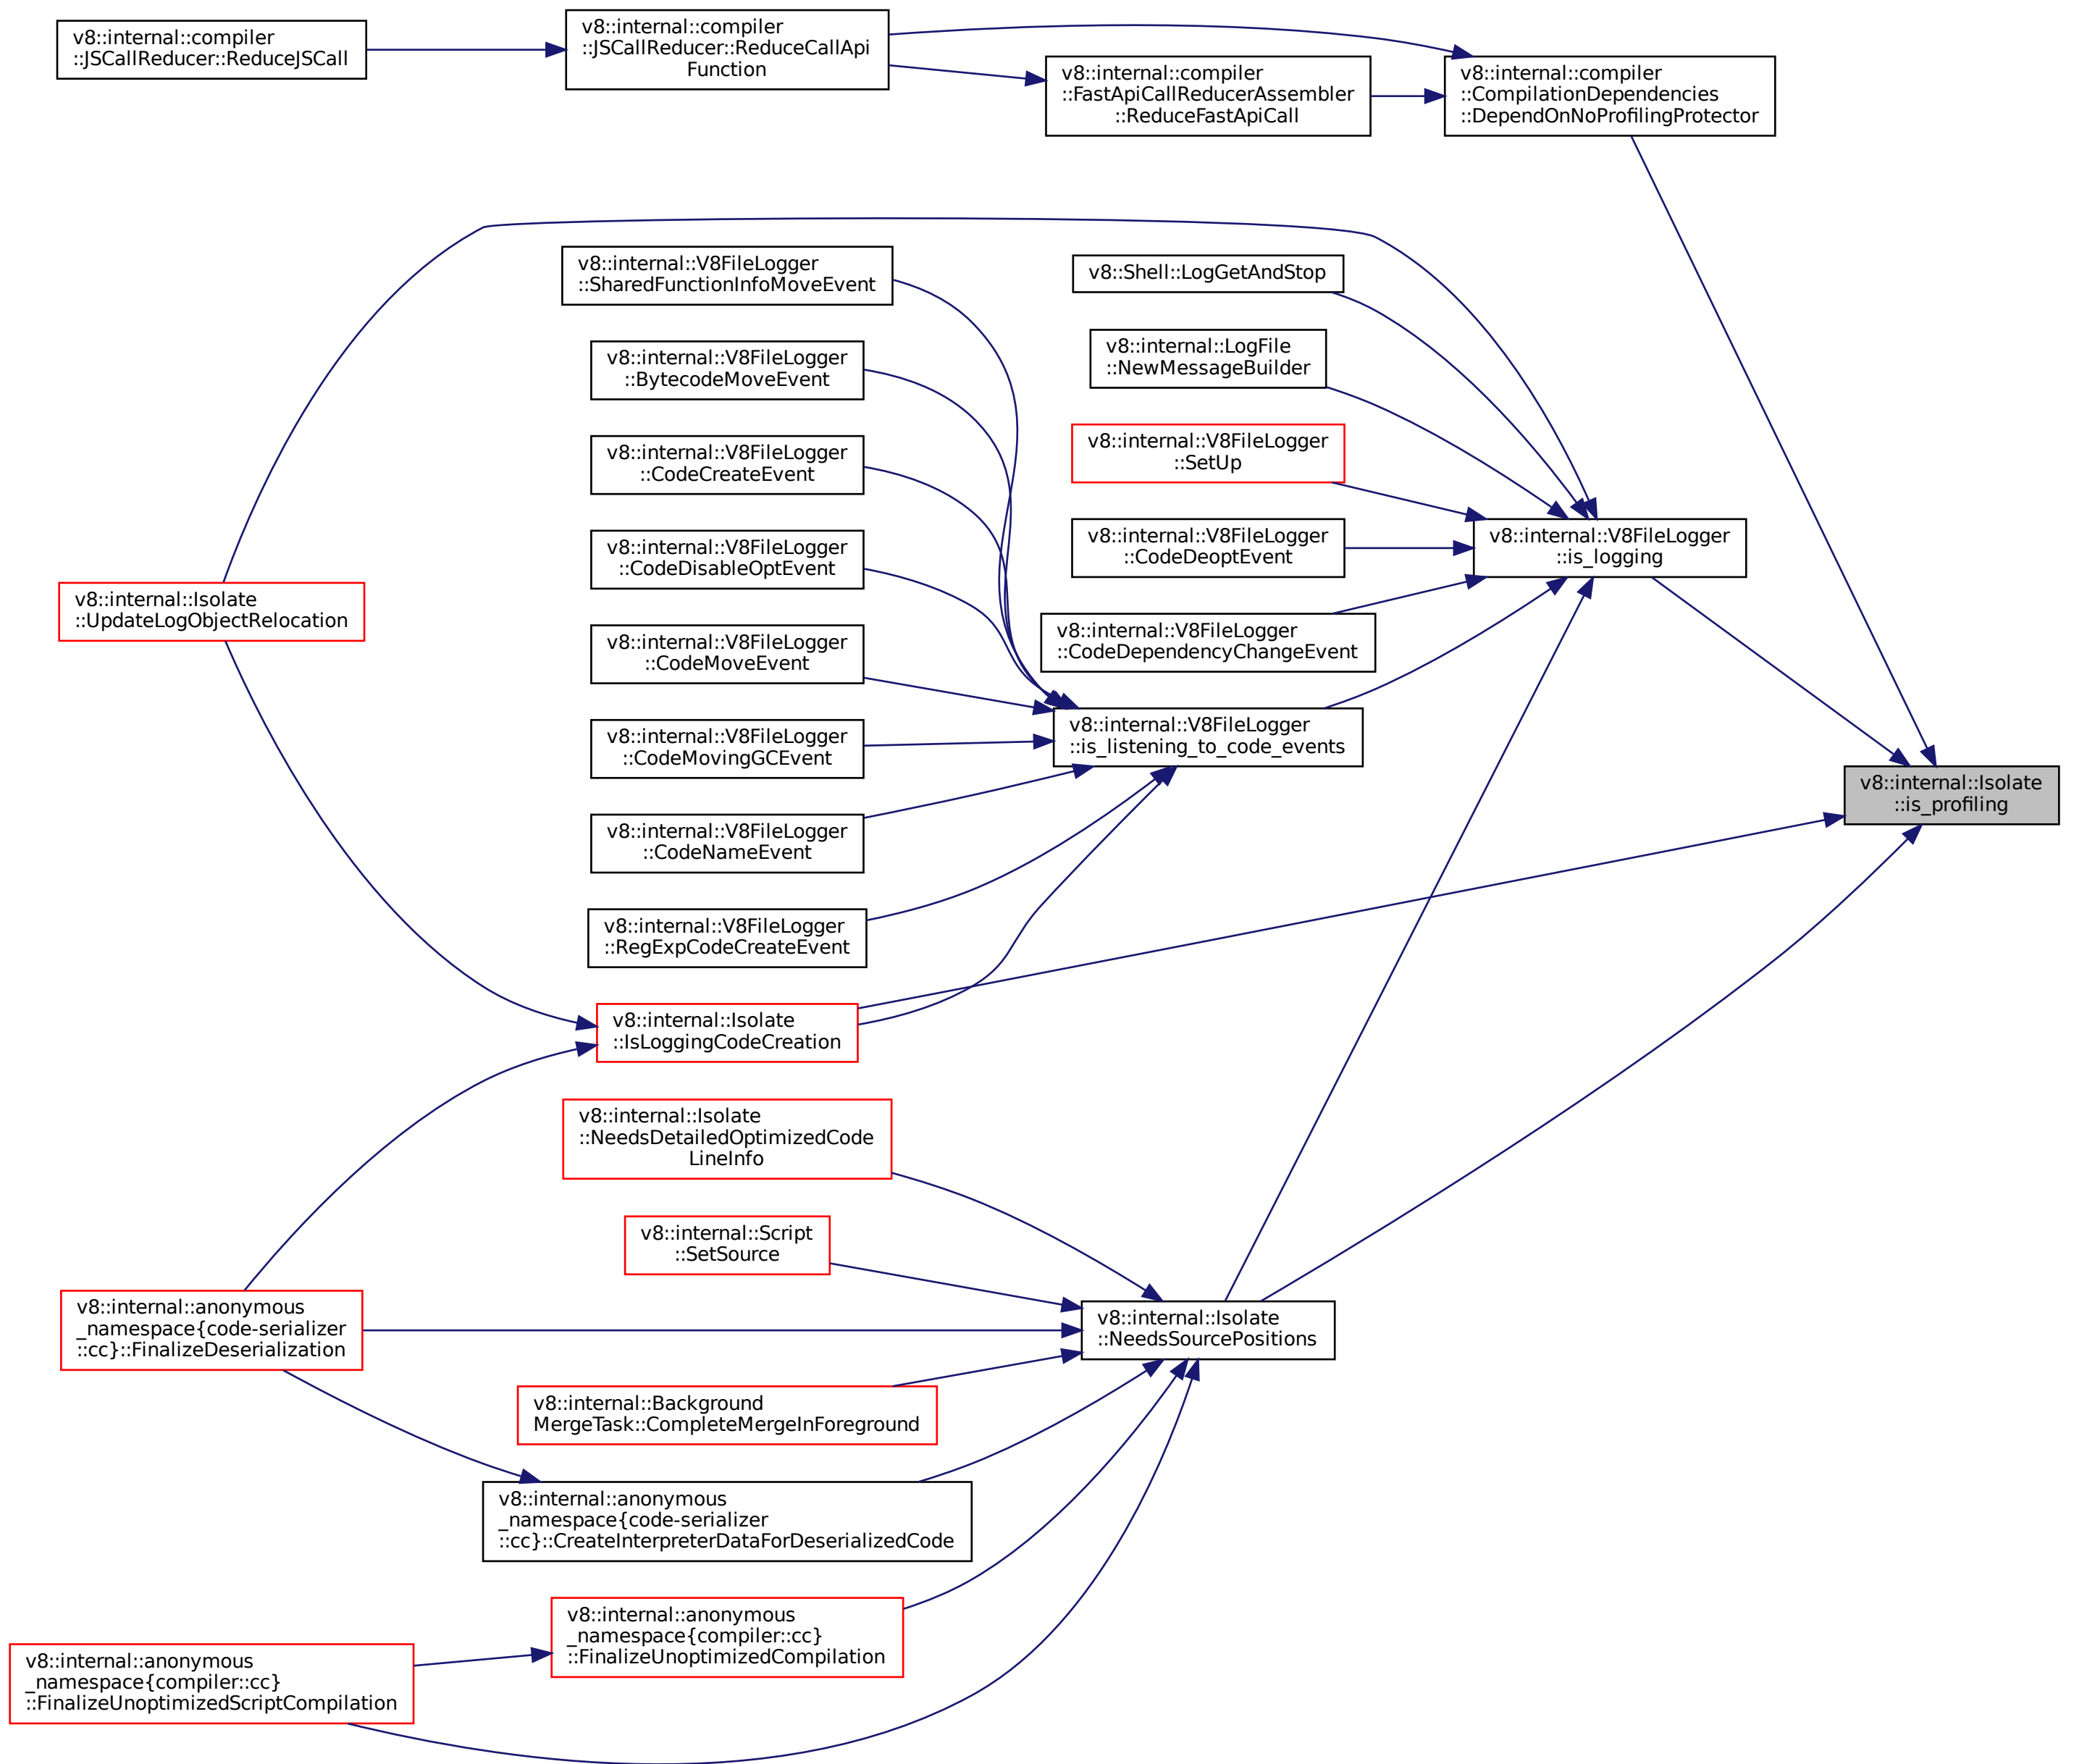 v8::internal::compiler
::JSCallReducer::ReduceJSCall
v8::internal::compiler
::JSCallReducer::ReduceCallApi
Function
v8::internal::compiler
::FastApiCallReducerAssembler
::ReduceFastApiCall
v8::internal::compiler
::CompilationDependencies
::DependOnNoProfilingProtector
v8::internal::V8FileLogger
::SharedFunctionInfoMoveEvent
v8::Shell::LogGetAndStop
v8::internal::V8FileLogger
::BytecodeMoveEvent
v8::internal::LogFile
::NewMessageBuilder
v8::internal::V8FileLogger
::CodeCreateEvent
v8::internal::V8FileLogger
::SetUp
v8::internal::V8FileLogger
::CodeDisableOptEvent
v8::internal::V8FileLogger
::CodeDeoptEvent
v8::internal::V8FileLogger
::is_logging
v8::internal::Isolate
::UpdateLogObjectRelocation
v8::internal::V8FileLogger
::CodeMoveEvent
v8::internal::V8FileLogger
::CodeDependencyChangeEvent
v8::internal::V8FileLogger
::CodeMovingGCEvent
v8::internal::V8FileLogger
::is_listening_to_code_events
v8::internal::Isolate
::is_profiling
v8::internal::V8FileLogger
::CodeNameEvent
v8::internal::V8FileLogger
::RegExpCodeCreateEvent
v8::internal::Isolate
::IsLoggingCodeCreation
v8::internal::Isolate
::NeedsDetailedOptimizedCode
LineInfo
v8::internal::Script
::SetSource
v8::internal::anonymous
_namespace{code-serializer
::cc}::FinalizeDeserialization
v8::internal::Isolate
::NeedsSourcePositions
v8::internal::Background
MergeTask::CompleteMergeInForeground
v8::internal::anonymous
_namespace{code-serializer
::cc}::CreateInterpreterDataForDeserializedCode
v8::internal::anonymous
_namespace{compiler::cc}
::FinalizeUnoptimizedCompilation
v8::internal::anonymous
_namespace{compiler::cc}
::FinalizeUnoptimizedScriptCompilation